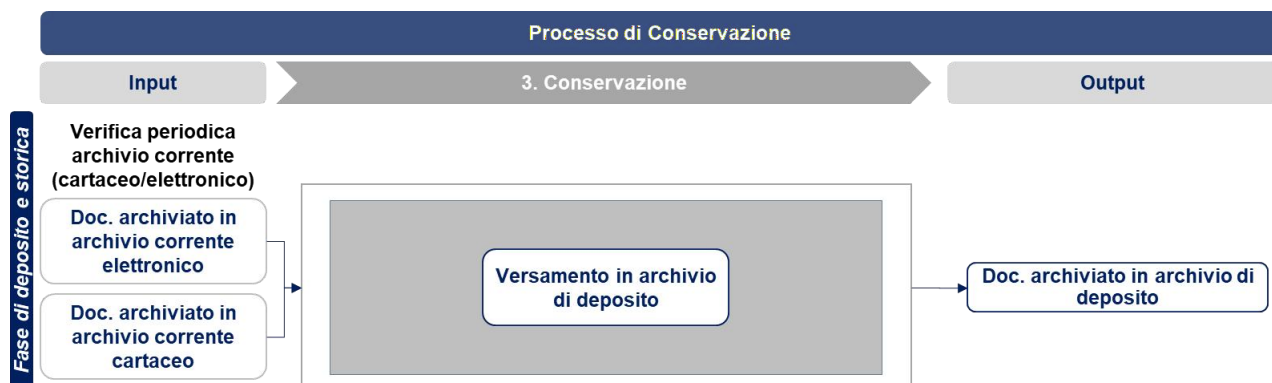 Processo di Conservazione
Input
3. Conservazione
Output
Fase di deposito e storica
Verifica periodica
archivio corrente
(cartaceo/elettronico)
Doc. archiviato in
archivio corrente
elettronico
Doc. archiviato in
archivio corrente
cartaceo
Versamento in archivio
di deposito
Doc. archiviato in archivio di
deposito